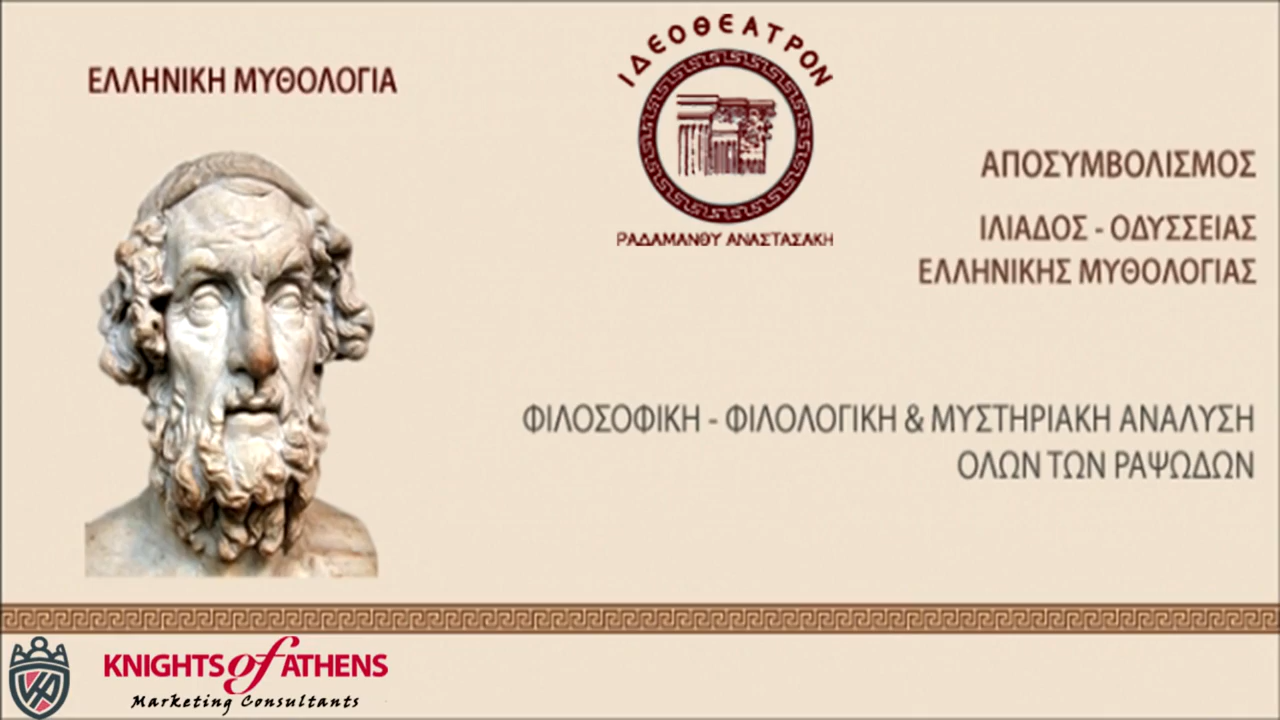 ΕΛΛΗΝΙΚΗ ΜΥΘΟΛΟΓΙΑ
ΙΔΕΟΘΕΑΤΡΟΝ
ΡΑΔΑΜΑΝΘΥ ΑΝΑΣΤΑΣΑΚΗ
ΑΠΟΣΥΜΒΟΛΙΣΜΟΣ
ΙΛΙΑΔΟΣ - ΟΔΥΣΣΕΙΑΣ
ΕΛΛΗΝΙΚΗΣ ΜΥΘΟΛΟΓΙΑΣ
ΦΙΛΟΣΟΦΙΚΗ - ΦΙΛΟΛΟΓΙΚΗ & ΜΥΣΤΗΡΙΑΚΗ ΑΝΑΛΥΣΗ
ΟΛΩΝ ΤΩΝ ΡΑΨΩΔΩΝ
KNIGHTS of ATHENS
Marketing Consultants